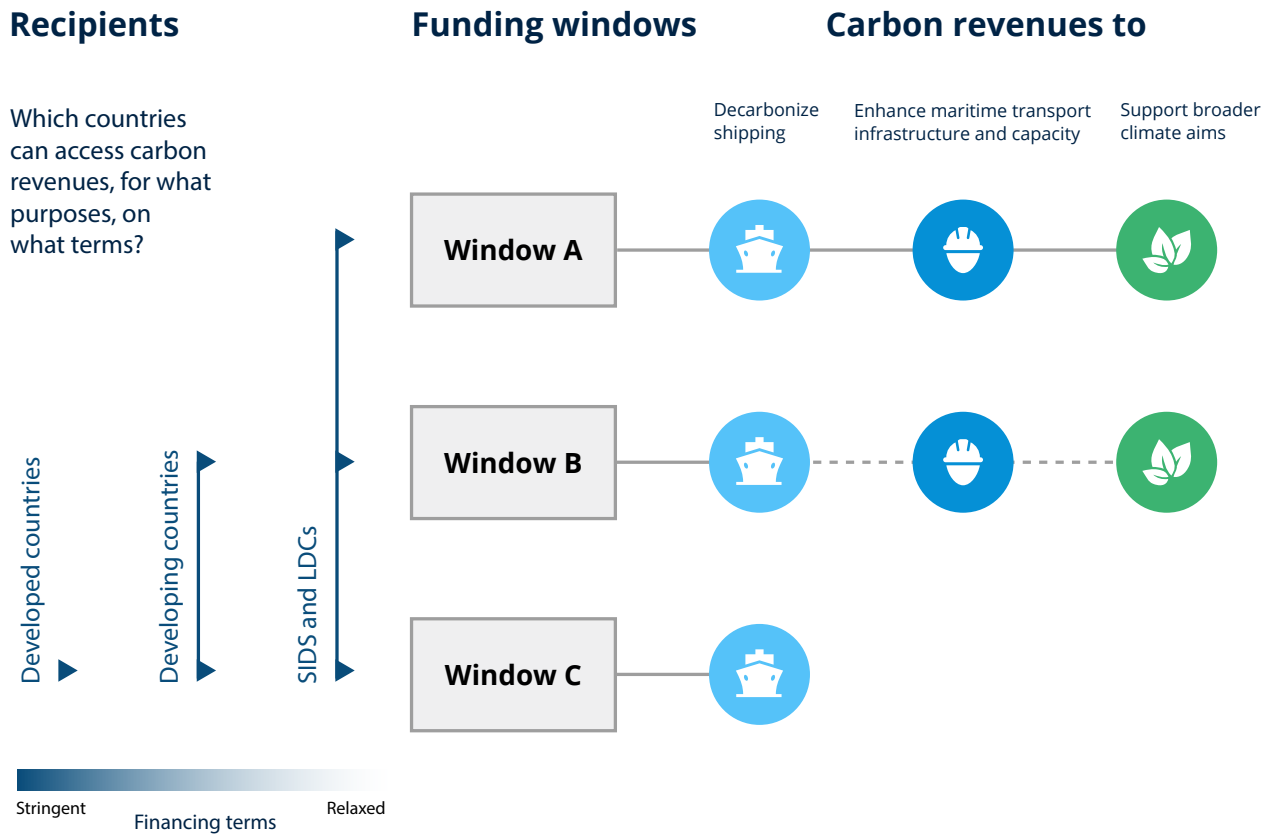 Recipients
Funding windows
Carbon revenues to
Which countries
can access carbon
revenues, for what
purposes, on
what terms?
Decarbonize
shipping
Enhance maritime transport
infrastructure and capacity
Support broader
climate aims
Window A
Window B
Window C
Developed countries
Developing countries
SIDS and LDCs
Stringent
Relaxed
Financing terms